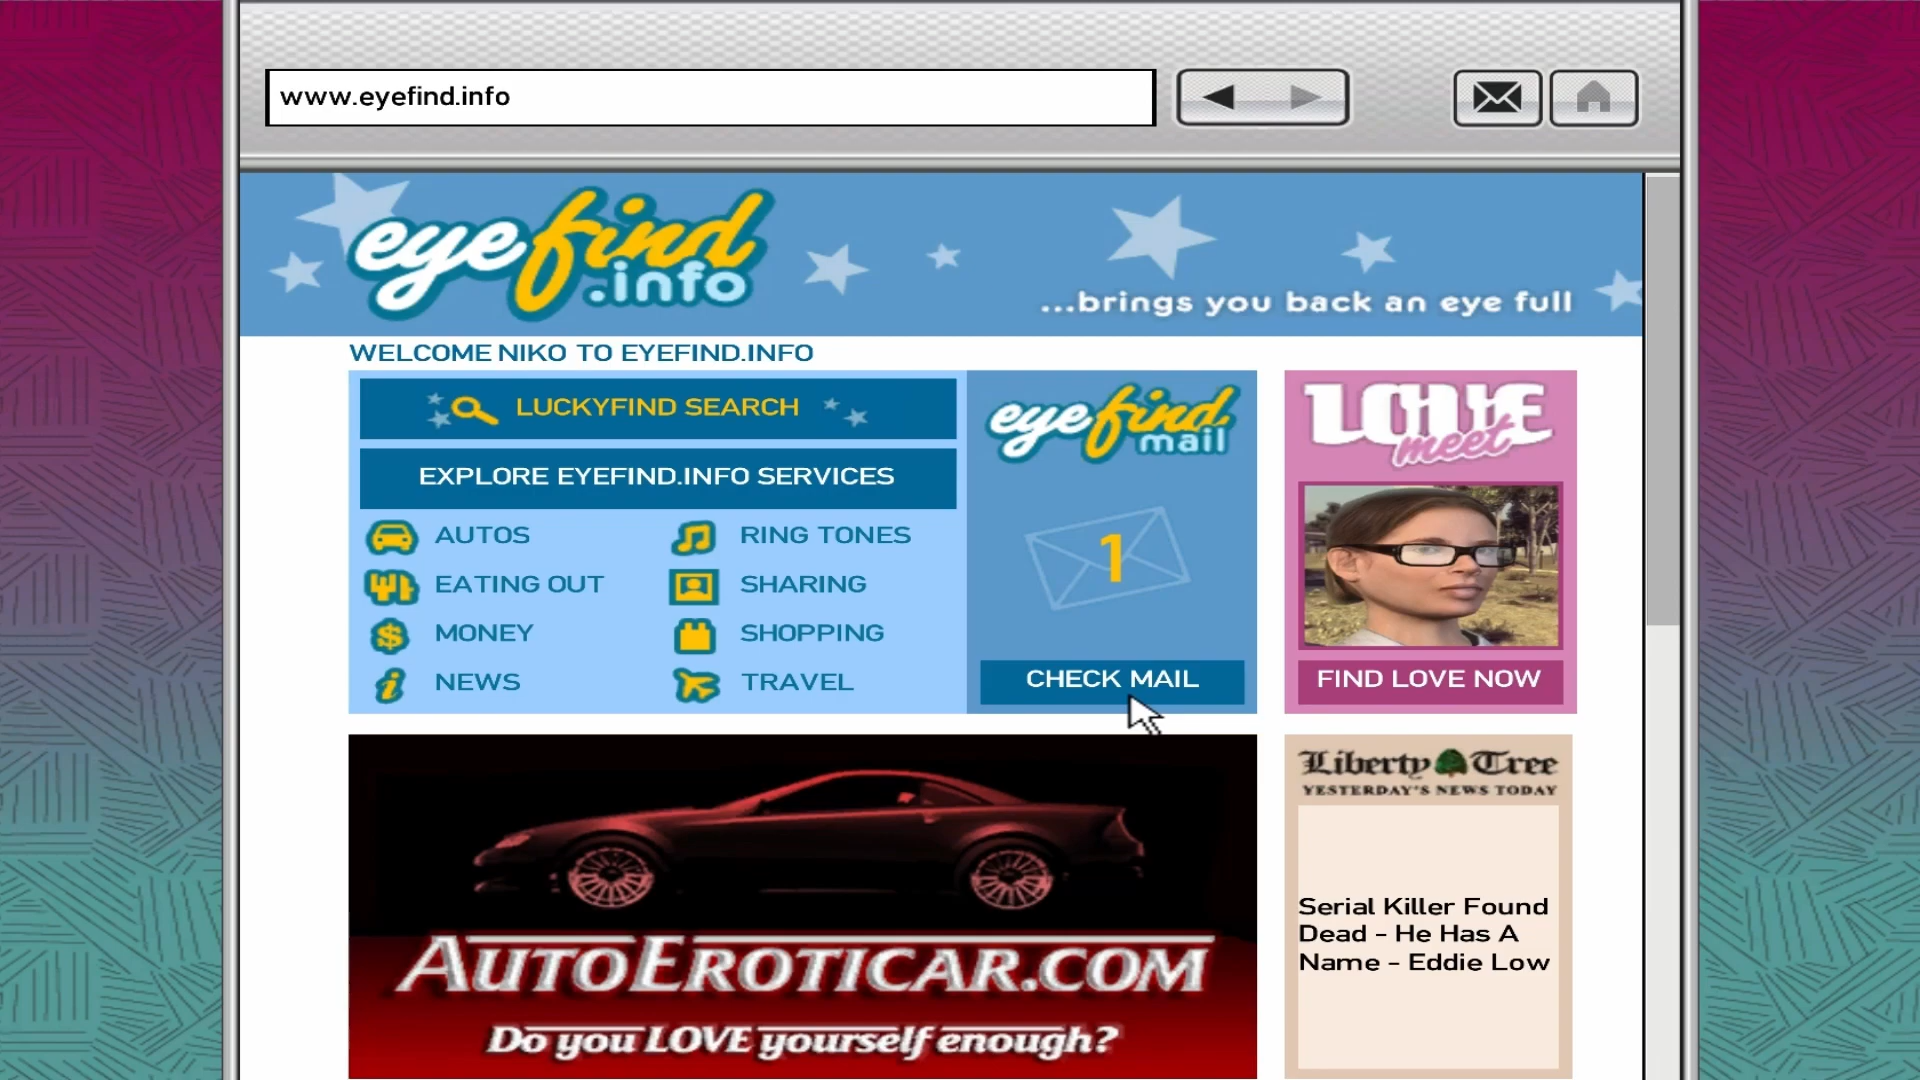 www.eyefind.info
eyefind
.info
...brings you back an eye full
WELCOME NIKO TO EYEFIND.INFO
LUCKYFIND SEARCH
EXPLORE EYEFIND.INFO SERVICES
AUTOS
RING TONES
EATING OUT
SHARING
MONEY
SHOPPING
NEWS
TRAVEL
eyefind
mail
1
CHECK MAIL
LOVE
meet
FIND LOVE NOW
AUTOEROTICAR.COM
Do you LOVE yourself enough?
Liberty Tree
YESTERDAY'S NEWS TODAY
Serial Killer Found
Dead - He Has A
Name - Eddie Low